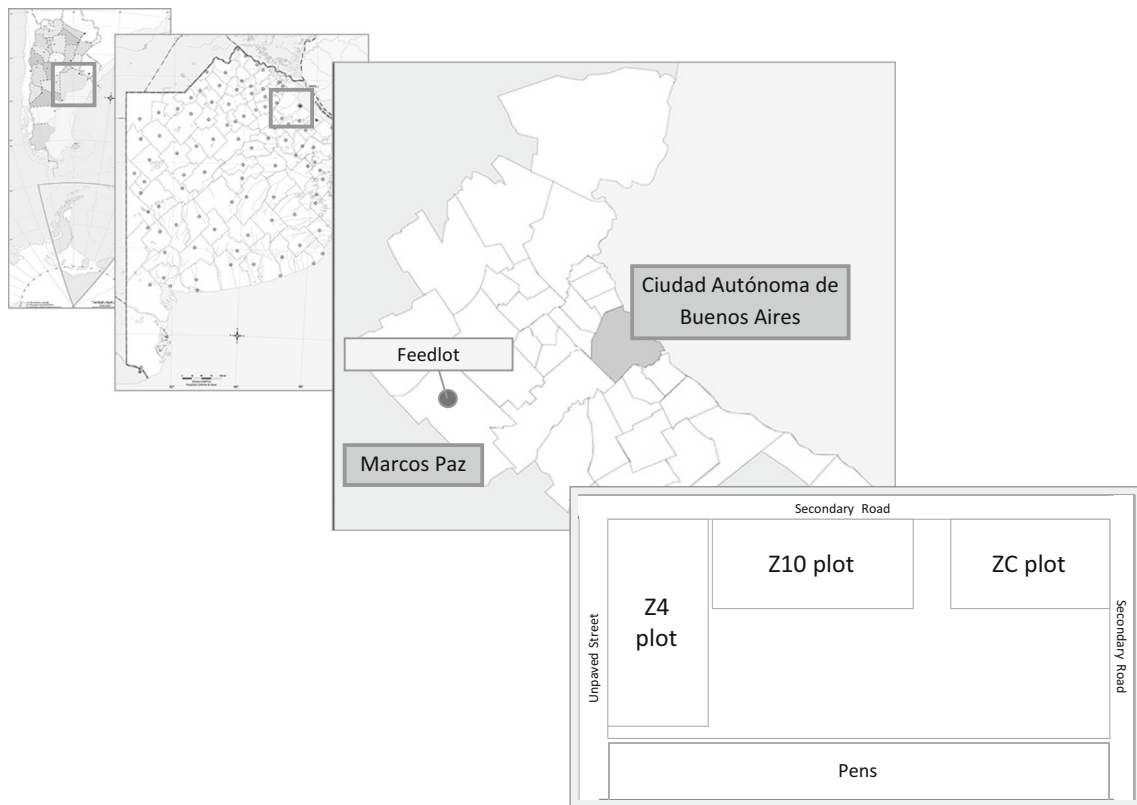 Ciudad Autónoma de
Buenos Aires
Feedlot
Marcos Paz
Secondary Road
Z10 plot
ZC plot
Z4
plot
Unpaved Street
Secondary Road
Pens